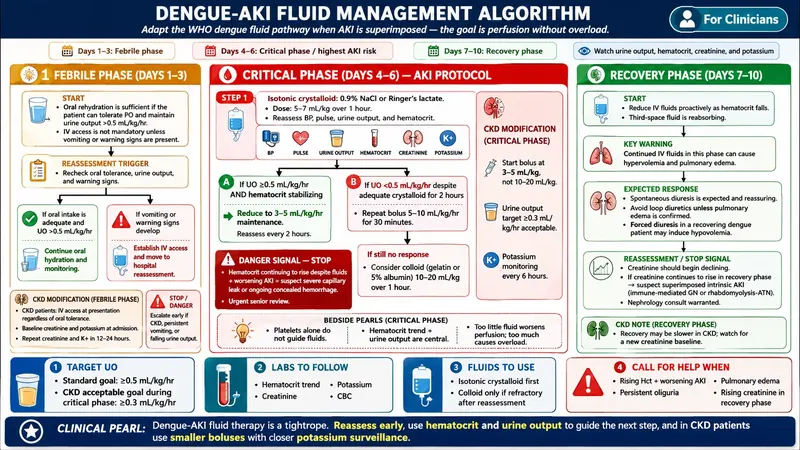 DENGUE-AKI FLUID MANAGEMENT ALGORITHM
Adapt the WHO dengue fluid pathway when AKI is superimposed — the goal is perfusion without overload.
For Clinicians
Days 1–3: Febrile phase
Days 4–6: Critical phase / highest AKI risk
Days 7–10: Recovery phase
Watch urine output, hematocrit, creatinine, and potassium
1 FEBRILE PHASE (DAYS 1–3)
START
• Oral rehydration is sufficient if the
patient can tolerate PO and maintain
urine output >0.5 mL/kg/hr.
• IV access is not mandatory unless
vomiting or warning signs are present.
REASSESSMENT TRIGGER
• Recheck oral tolerance, urine output,
and warning signs.
If oral intake is
adequate and
UO >0.5 mL/kg/hr
Continue oral
hydration and
monitoring.
If vomiting or
warning signs
develop
Establish IV access
and move to
hospital
reassessment.
CKD MODIFICATION (FEBRILE PHASE)
• CKD patients: IV access at presentation
regardless of oral tolerance.
• Baseline creatinine and potassium at admission.
• Repeat creatinine and K+ in 12–24 hours.
STOP /
DANGER
Escalate early if
CKD, persistent
vomiting, or
falling urine output.
CRITICAL PHASE (DAYS 4–6) — AKI PROTOCOL
STEP 1
Isotonic crystalloid: 0.9% NaCl or Ringer's lactate.
• Dose: 5–7 mL/kg over 1 hour.
• Reassess BP, pulse, urine output, and hematocrit.
BP
PULSE
URINE OUTPUT
HEMATOCRIT
CREATININE
K+
POTASSIUM
A
If UO ≥0.5 mL/kg/hr
AND hematocrit stabilizing
Reduce to 3–5 mL/kg/hr
maintenance.
Reassess every 2 hours.
B
If UO <0.5 mL/kg/hr despite
adequate crystalloid for 2 hours
• Repeat bolus 5–10 mL/kg/hr
for 30 minutes.
DANGER SIGNAL — STOP
• Hematocrit continuing to rise despite fluids
+ worsening AKI = suspect severe capillary
leak or ongoing concealed hemorrhage.
• Urgent senior review.
If still no response
• Consider colloid (gelatin or
5% albumin) 10–20 mL/kg
over 1 hour.
CKD MODIFICATION
(CRITICAL PHASE)
Start bolus at
3–5 mL/kg,
not 10–20 mL/kg.
Urine output
target ≥0.3 mL/
kg/hr acceptable.
K+
Potassium
monitoring
every 6 hours.
BEDSIDE PEARLS (CRITICAL PHASE)
• Platelets alone do
not guide fluids.
• Hematocrit trend +
urine output are central.
• Too little fluid worsens
perfusion; too much
causes overload.
RECOVERY PHASE (DAYS 7–10)
START
• Reduce IV fluids proactively as hematocrit falls.
• Third-space fluid is reabsorbing.
KEY WARNING
• Continued IV fluids in this phase can cause
hypervolemia and pulmonary edema.
EXPECTED RESPONSE
• Spontaneous diuresis is expected and reassuring.
• Avoid loop diuretics unless pulmonary
edema is confirmed.
• Forced diuresis in a recovering dengue
patient may induce hypovolemia.
REASSESSMENT / STOP SIGNAL
• Creatinine should begin declining.
• If creatinine continues to rise in recovery phase
→ suspect superimposed intrinsic AKI
(immune-mediated GN or rhabdomyolysis-ATN).
• Nephrology consult warranted.
CKD NOTE (RECOVERY PHASE)
• Recovery may be slower in CKD; watch for
a new creatinine baseline.
1 TARGET UO
• Standard goal: ≥0.5 mL/kg/hr
• CKD acceptable goal during
critical phase: ≥0.3 mL/kg/hr
2 LABS TO FOLLOW
• Hematocrit trend
• Creatinine
• Potassium
• CBC
3 FLUIDS TO USE
• Isotonic crystalloid first
• Colloid only if refractory
after reassessment
4 CALL FOR HELP WHEN
• Rising Hct + worsening AKI
• Persistent oliguria
• Pulmonary edema
• Rising creatinine in
recovery phase
CLINICAL PEARL: Dengue-AKI fluid therapy is a tightrope. Reassess early, use hematocrit and urine output to guide the next step, and in CKD patients
use smaller boluses with closer potassium surveillance.